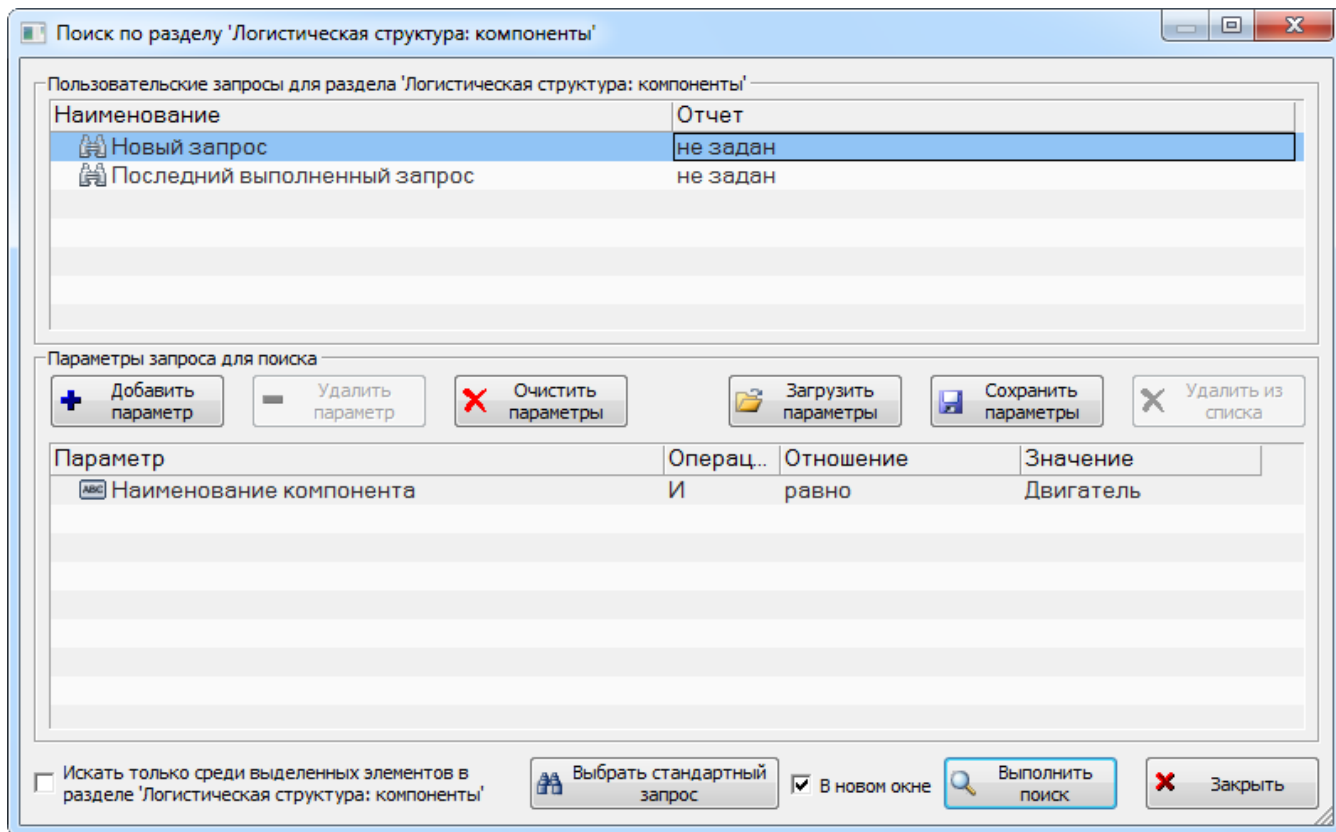 Поиск по разделу 'Логистическая структура: компоненты'
Пользовательские запросы для раздела 'Логистическая структура: компоненты'
Наименование Отчет
Новый запрос не задан
Последний выполненный запрос не задан
Параметры запроса для поиска
Добавить параметр
Удалить параметр
Очистить параметры
Загрузить параметры
Сохранить параметры
Удалить из списка
Параметр Операц... Отношение Значение
ABC Наименование компонента И равно Двигатель
Искать только среди выделенных элементов в
разделе 'Логистическая структура: компоненты'
Выбрать стандартный
запрос
В новом окне
Выполнить
поиск
Закрыть